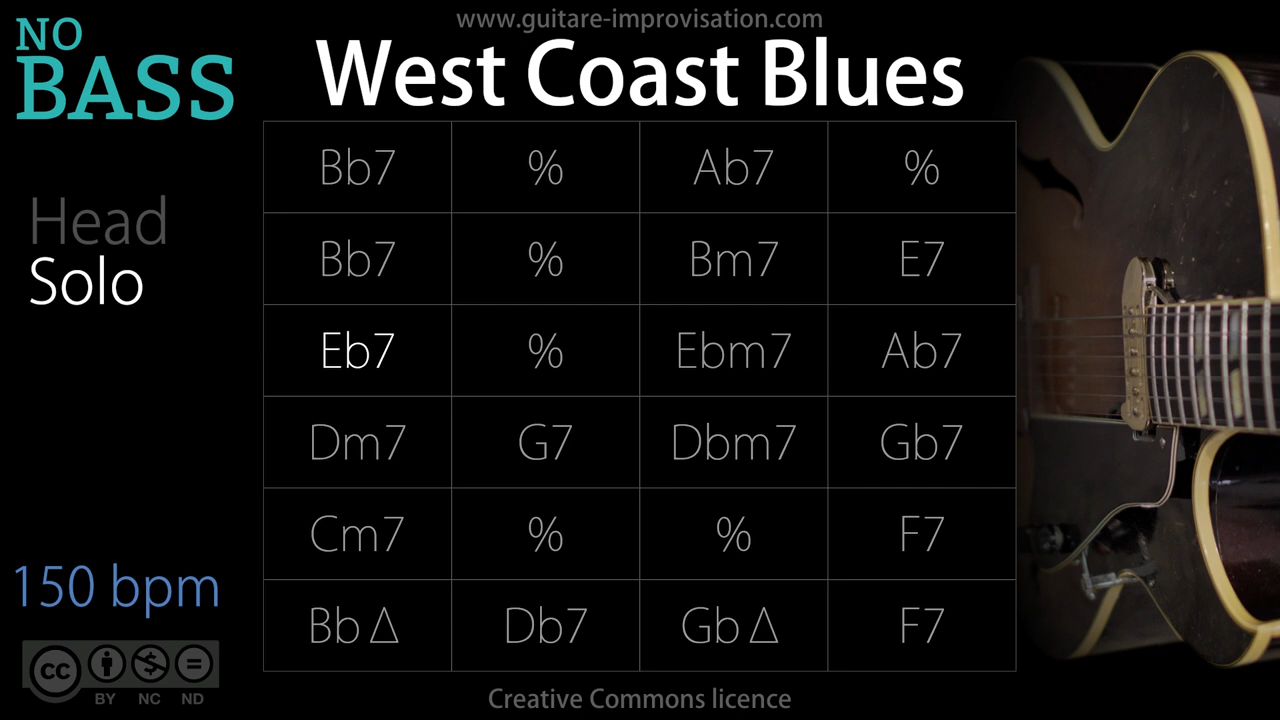 www.guitare-improvisation.com
NO
BASS
West Coast Blues
Head
Solo
Bb7 % Ab7 %
Bb7 % Bm7 E7
Eb7 % Ebm7 Ab7
Dm7 G7 Dbm7 Gb7
Cm7 % % F7
Bb Δ Db7 Gb Δ F7
150 bpm
cc
BY NC ND
Creative Commons licence